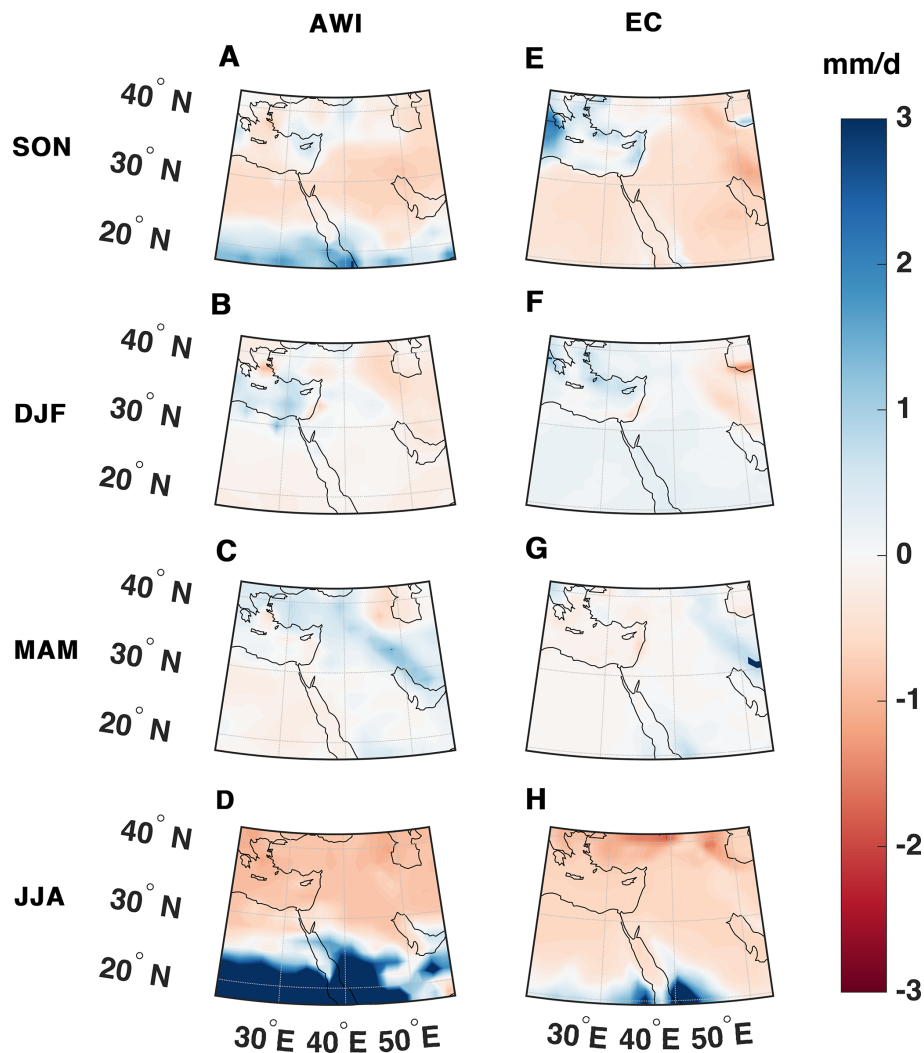 AWI EC
A E
mm/d
SON 40° N 30° N 20° N
3
2
1
0
-1
-2
-3
B F
DJF 40° N 30° N 20° N
C G
MAM 40° N 30° N 20° N
D H
JJA 40° N 30° N 20° N
30°E 40°E 50°E 30°E 40°E 50°E